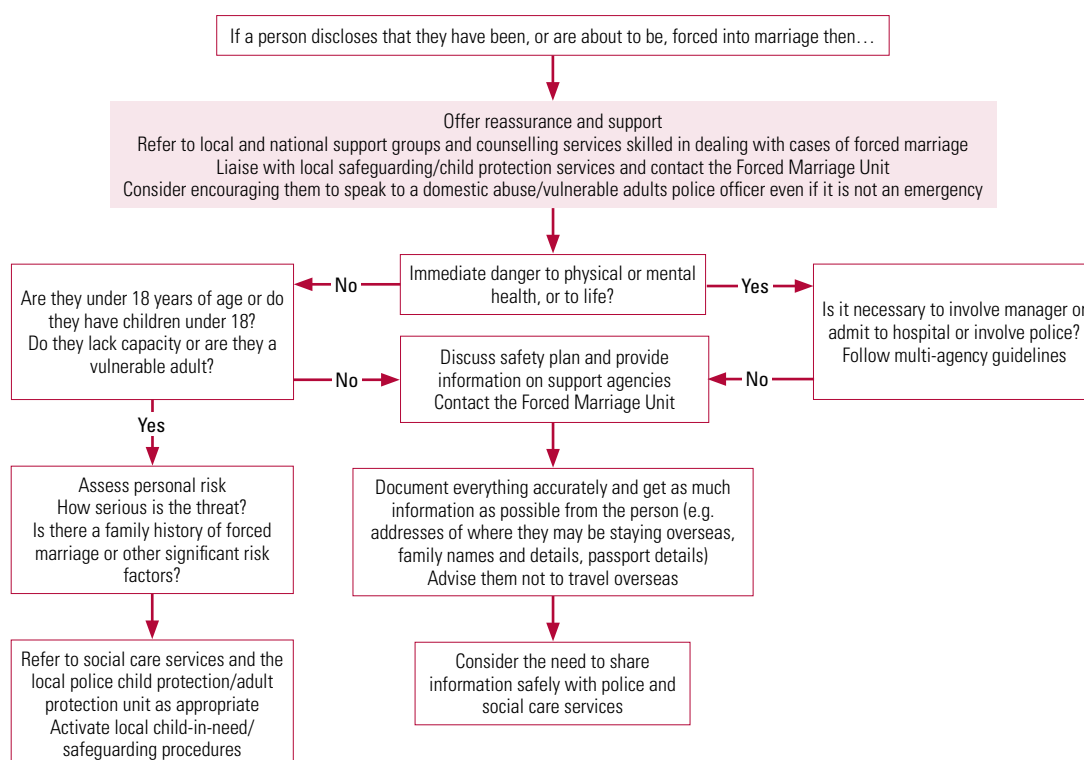 If a person discloses that they have been, or are about to be, forced into marriage then…
Offer reassurance and support
Refer to local and national support groups and counselling services skilled in dealing with cases of forced marriage
Liaise with local safeguarding/child protection services and contact the Forced Marriage Unit
Consider encouraging them to speak to a domestic abuse/vulnerable adults police officer even if it is not an emergency
Immediate danger to physical or mental
health, or to life?
No
Yes
Are they under 18 years of age or do
they have children under 18?
Do they lack capacity or are they a
vulnerable adult?
Is it necessary to involve manager or
admit to hospital or involve police?
Follow multi-agency guidelines
No
Discuss safety plan and provide
information on support agencies
Contact the Forced Marriage Unit
No
Yes
Assess personal risk
How serious is the threat?
Is there a family history of forced
marriage or other significant risk
factors?
Document everything accurately and get as much
information as possible from the person (e.g.
addresses of where they may be staying overseas,
family names and details, passport details)
Advise them not to travel overseas
Refer to social care services and the
local police child protection/adult
protection unit as appropriate
Activate local child-in-need/
safeguarding procedures
Consider the need to share
information safely with police and
social care services